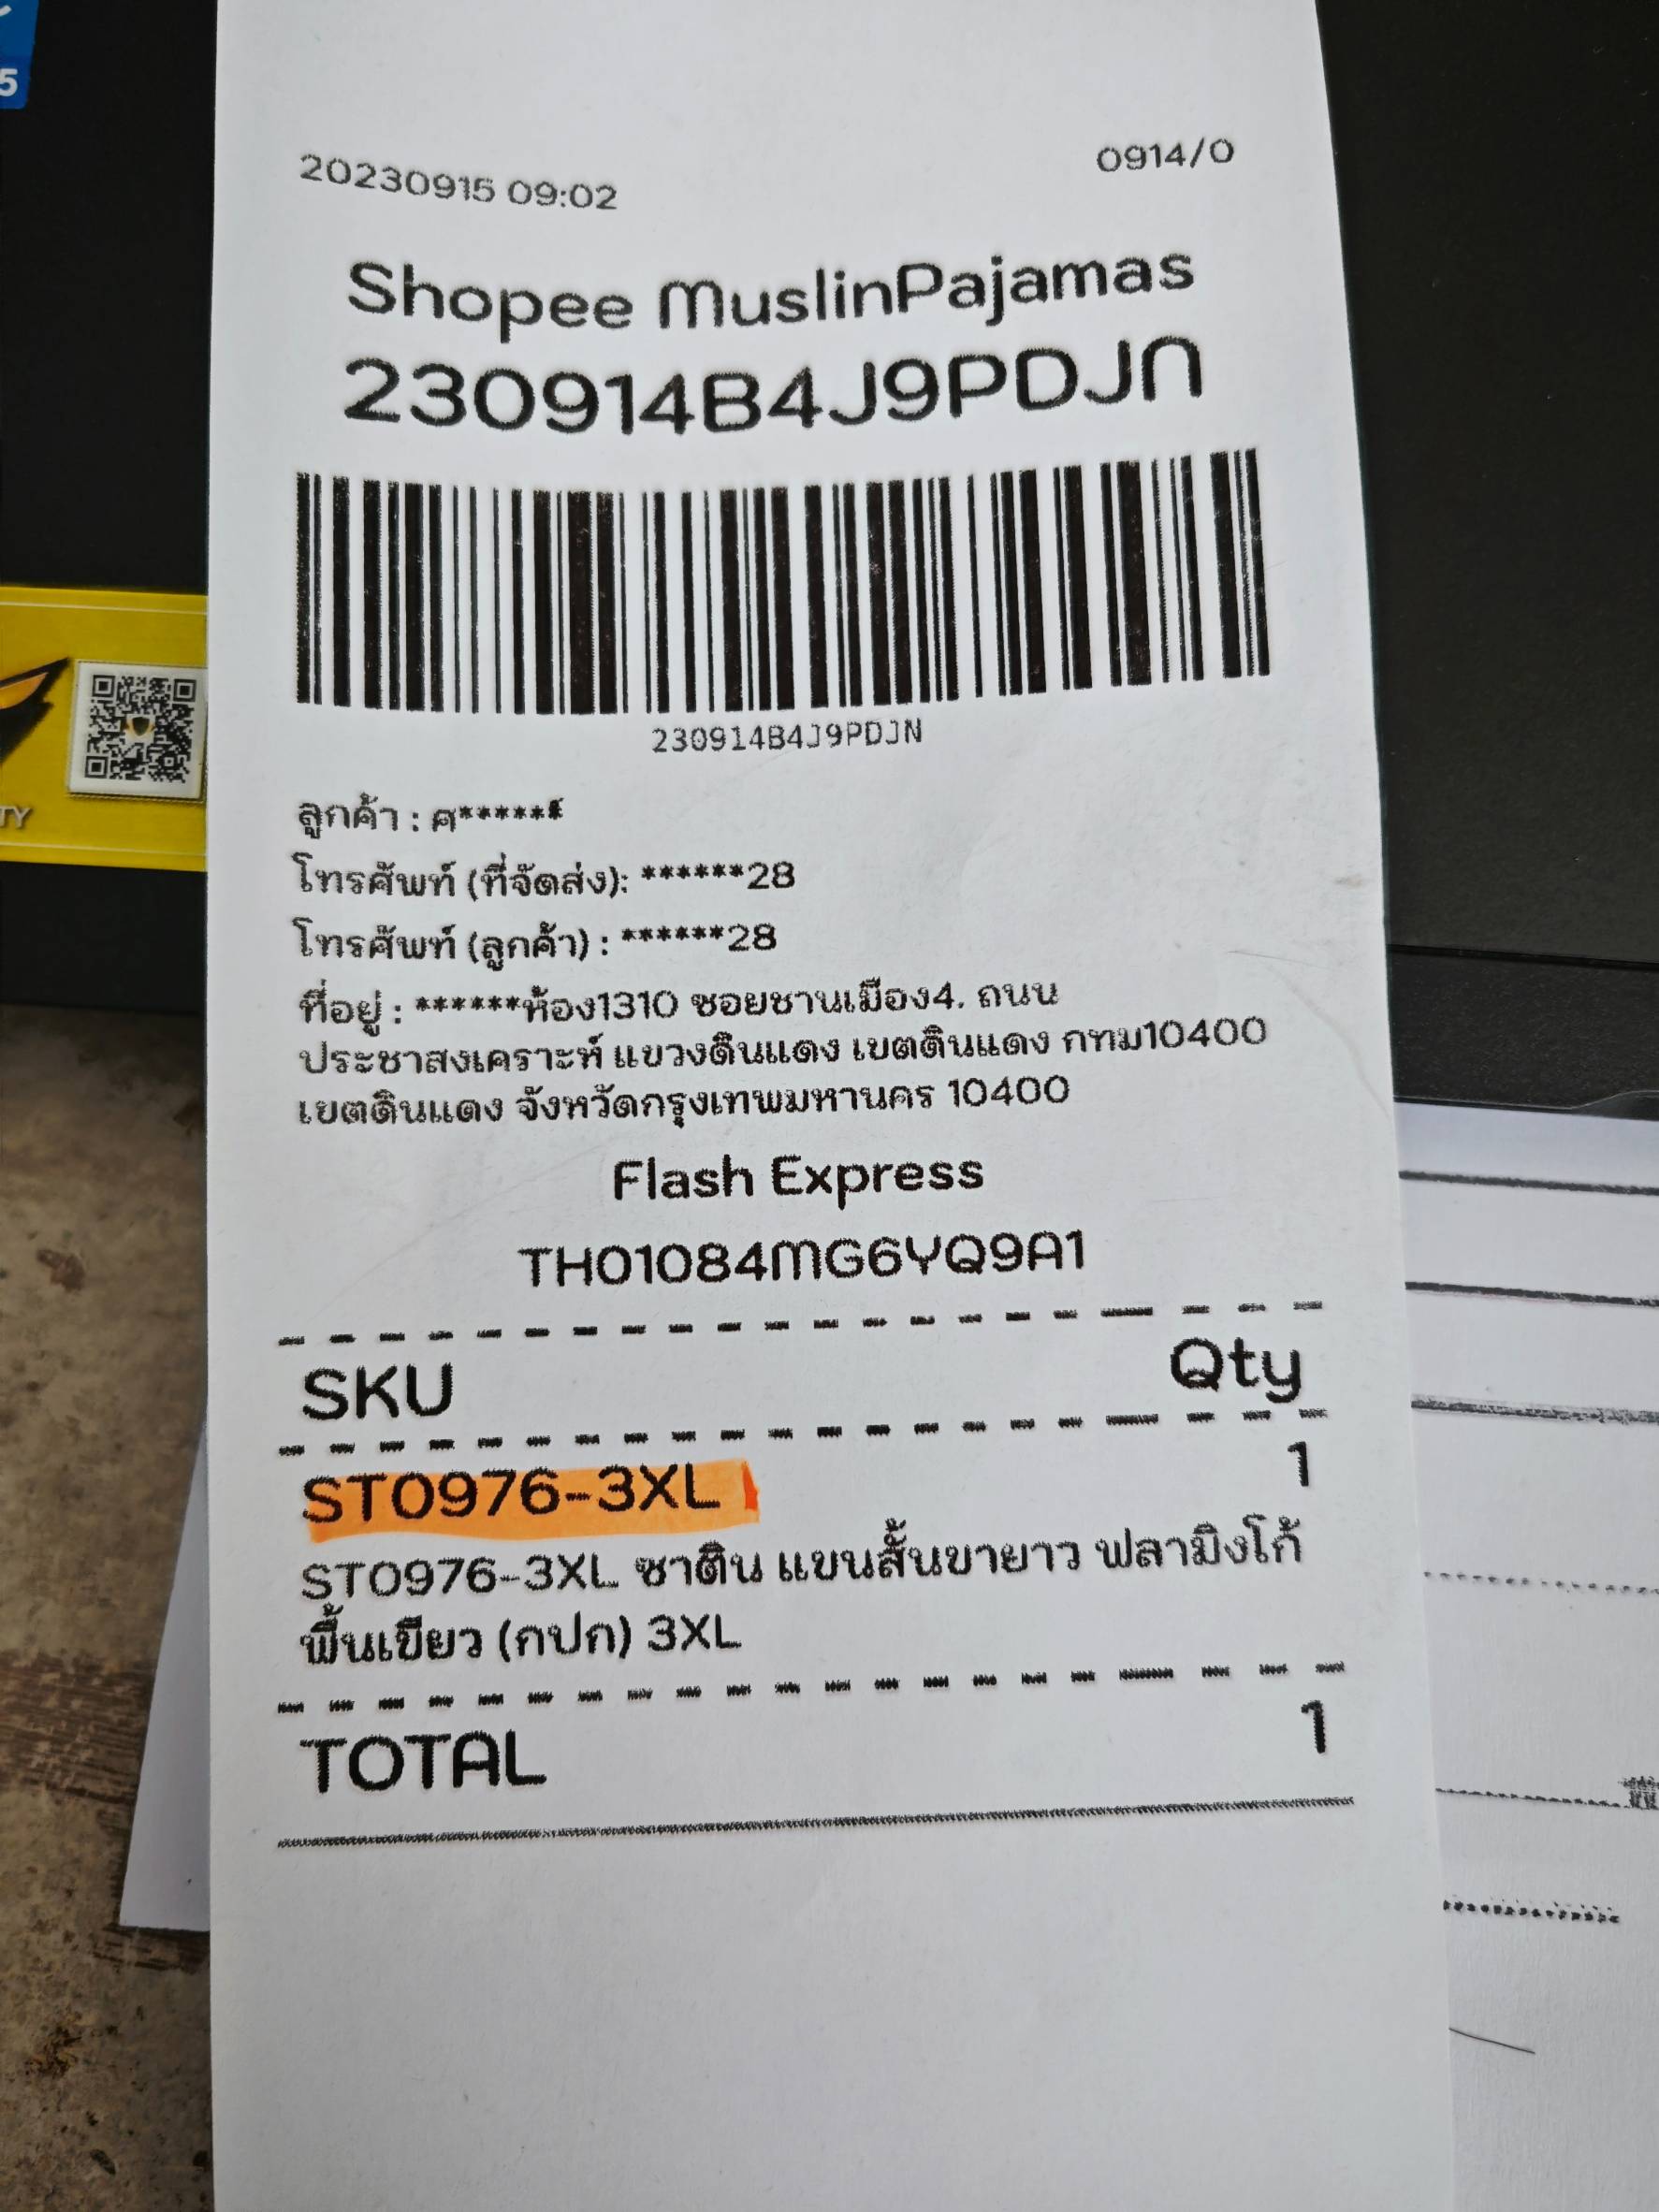 5
20230915 09:02
0914/0
Shopee MuslinPajamas
230914B4J9PDJN
230914B4J9PDJN
TY
ลูกค้า : ศ******
โทรศัพท์ (ที่จัดส่ง): ******28
โทรศัพท์ (ลูกค้า) : ******28
ที่อยู่ : ******ห้อง1310 ซอยชานเมือง4. ถนน
ประชาสงเคราะห์ แขวงดินแดง เขตดินแดง กทม10400
เขตดินแดง จังหวัดกรุงเทพมหานคร 10400
Flash Express
TH01084MG6YQ9A1
SKU Qty
ST0976-3XL 1
ST0976-3XL ซาติน แขนสั้นขายาว ฟลามิงโก้
พื้นเขียว (กปก) 3XL
TOTAL 1